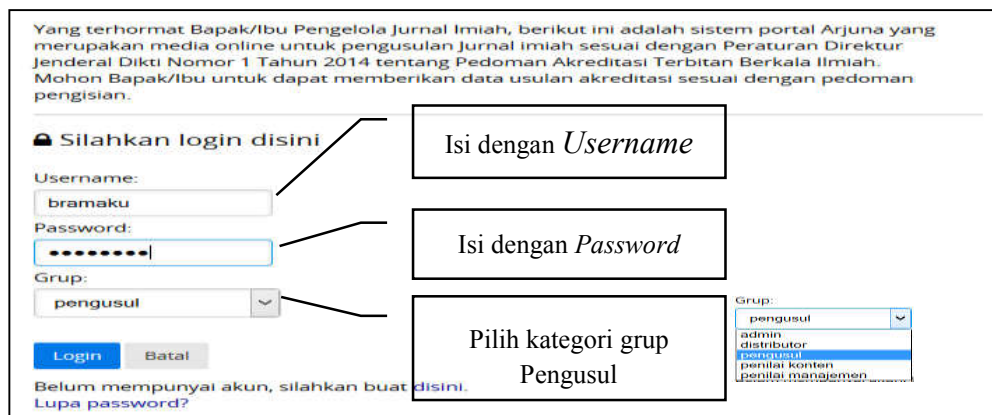 Yang terhormat Bapak/Ibu Pengelola Jurnal Imiah, berikut ini adalah sistem portal Arjuna yang
merupakan media online untuk pengusulan Jurnal imiah sesuai dengan Peraturan Direktur
Jenderal Dikti Nomor 1 Tahun 2014 tentang Pedoman Akreditasi Terbitan Berkala Ilmiah.
Mohon Bapak/Ibu untuk dapat memberikan data usulan akreditasi sesuai dengan pedoman
pengisian.
Silahkan login disini
Isi dengan Username
Username:
bramaku
Password:
••••••••
Isi dengan Password
Grup:
pengusul
Pilih kategori grup
Pengusul
Grup:
pengusul
admin
distributor
pengusul
penilai konten
penilai manajemen
Login Batal
Belum mempunyai akun, silahkan buat disini.
Lupa password?